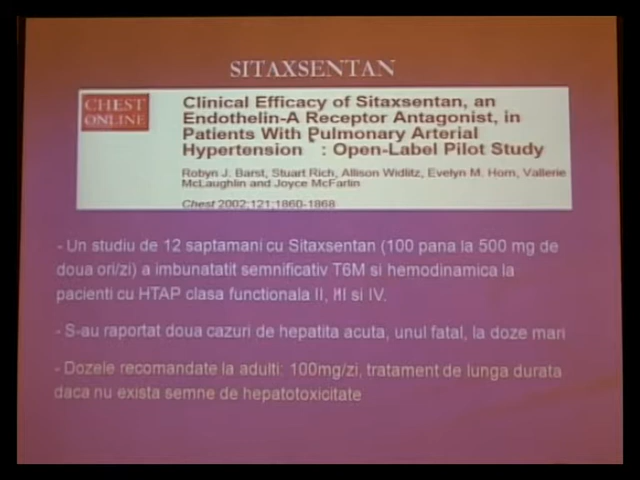 SITAXSENTAN
CHEST
ONLINE
Clinical Efficacy of Sitaxsentan, an
Endothelin-A Receptor Antagonist, in
Patients With Pulmonary Arterial
Hypertension : Open-Label Pilot Study
Robyn J. Barst, Stuart Rich, Allison Widlitz, Evelyn M. Horn, Vallerie
McLaughlin and Joyce McFarlin
Chest 2002;121;1860-1868
- Un studiu de 12 saptamani cu Sitaxsentan (100 pana la 500 mg de
doua ori/zi) a imbunatatit semnificativ T6M si hemodinamica la
pacienti cu HTAP clasa functionala II, III si IV.
- S-au raportat doua cazuri de hepatita acuta, unul fatal, la doze mari
- Dozele recomandate la adulti: 100mg/zi, tratament de lunga durata
daca nu exista semne de hepatotoxicitate